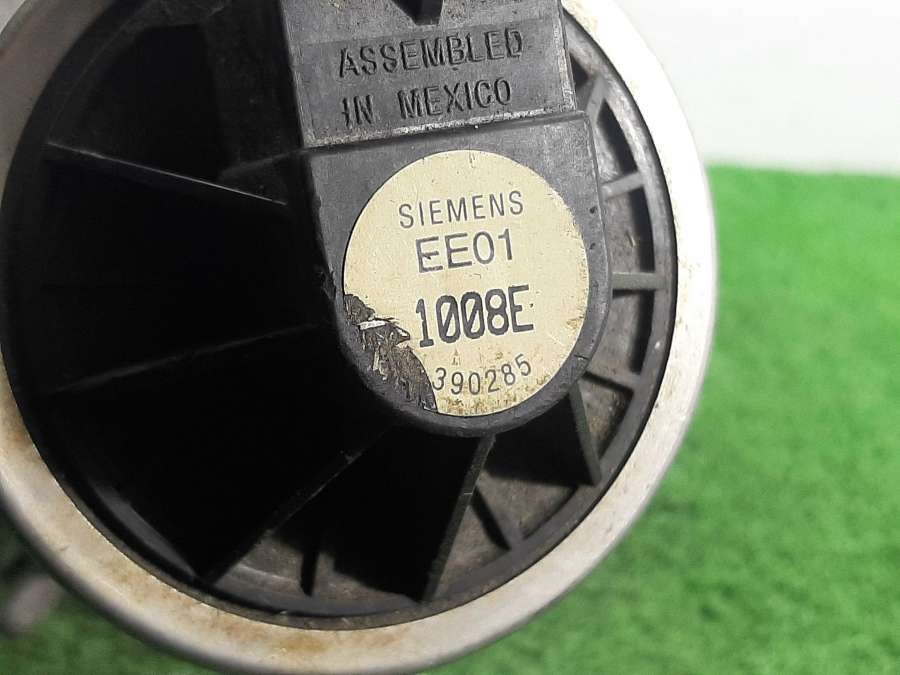 ASSEMBLED
IN MEXICO
SIEMENS
EE01
1008E
390285